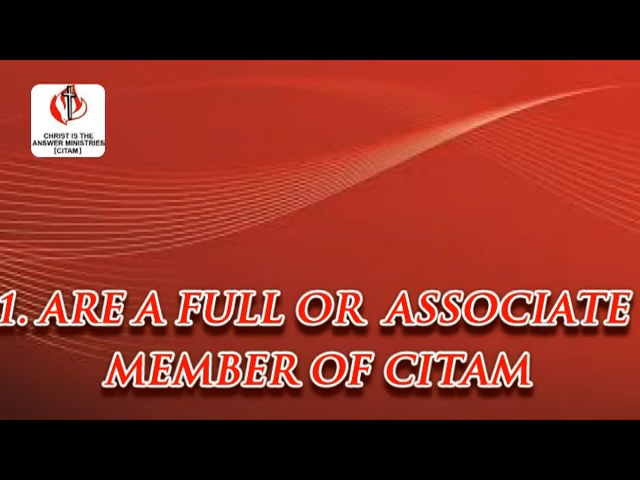 CHRIST IS THE
ANSWER MINISTRIES
[CITAM]
1. ARE A FULL OR ASSOCIATE
MEMBER OF CITAM